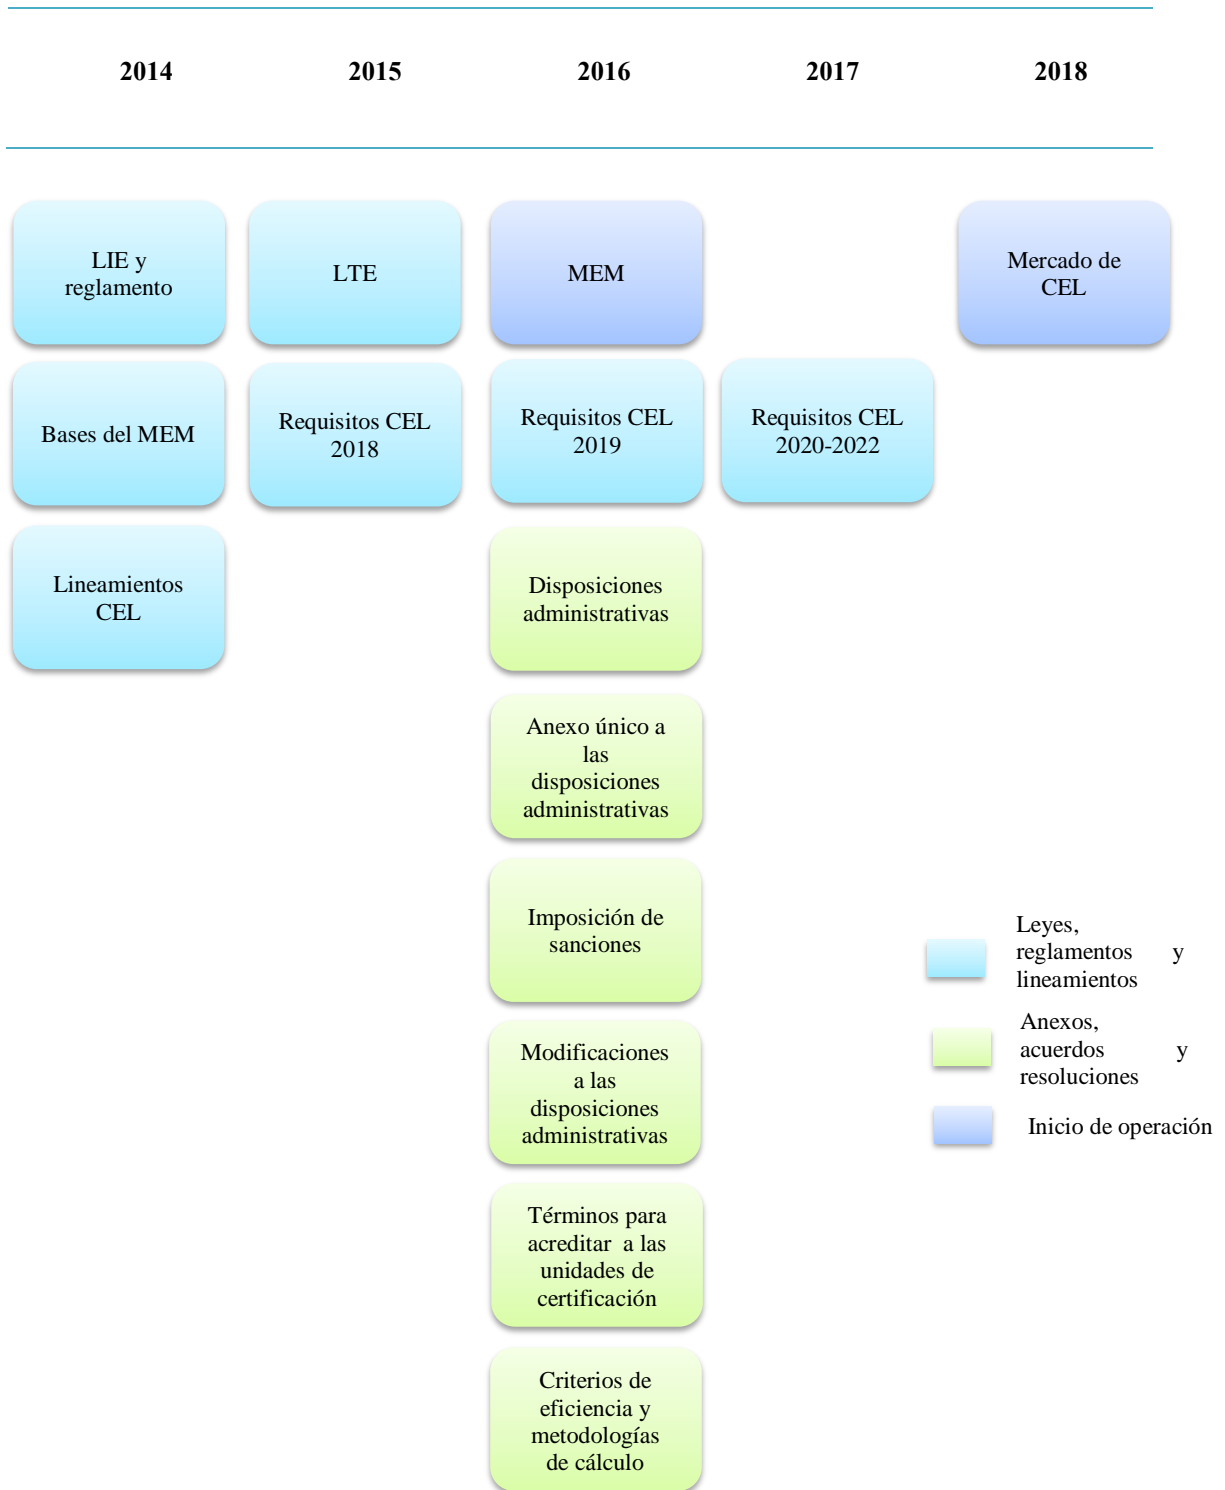 2014 2015 2016 2017 2018
LIE y
reglamento
LTE
MEM
Mercado de
CEL
Bases del MEM
Requisitos CEL
2018
Requisitos CEL
2019
Requisitos CEL
2020-2022
Lineamientos
CEL
Disposiciones
administrativas
Anexo único a
las
disposiciones
administrativas
Imposición de
sanciones
Modificaciones
a las
disposiciones
administrativas
Términos para
acreditar a las
unidades de
certificación
Criterios de
eficiencia y
metodologías
de cálculo
Leyes,
reglamentos y
lineamientos
Anexos,
acuerdos y
resoluciones
Inicio de operación